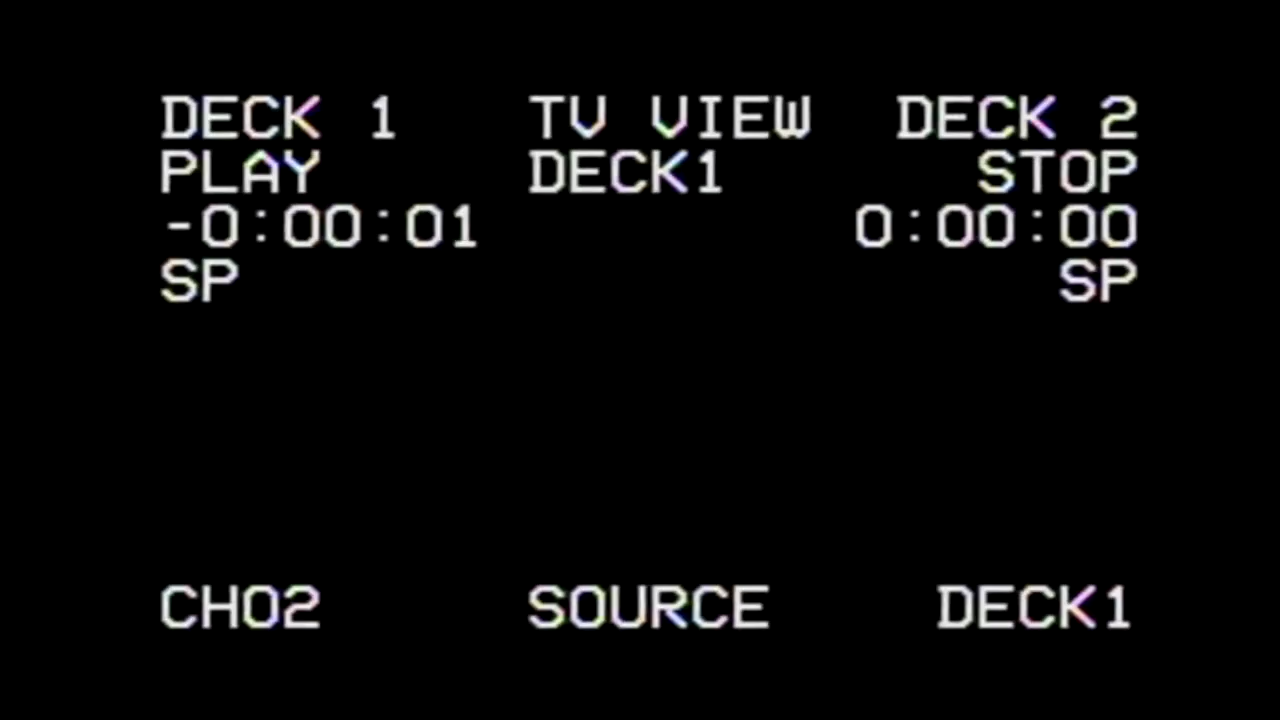 DECK 1 TV VIEW DECK 2
PLAY DECK1 STOP
-0:00:01 0:00:00
SP SP
CH02 SOURCE DECK1